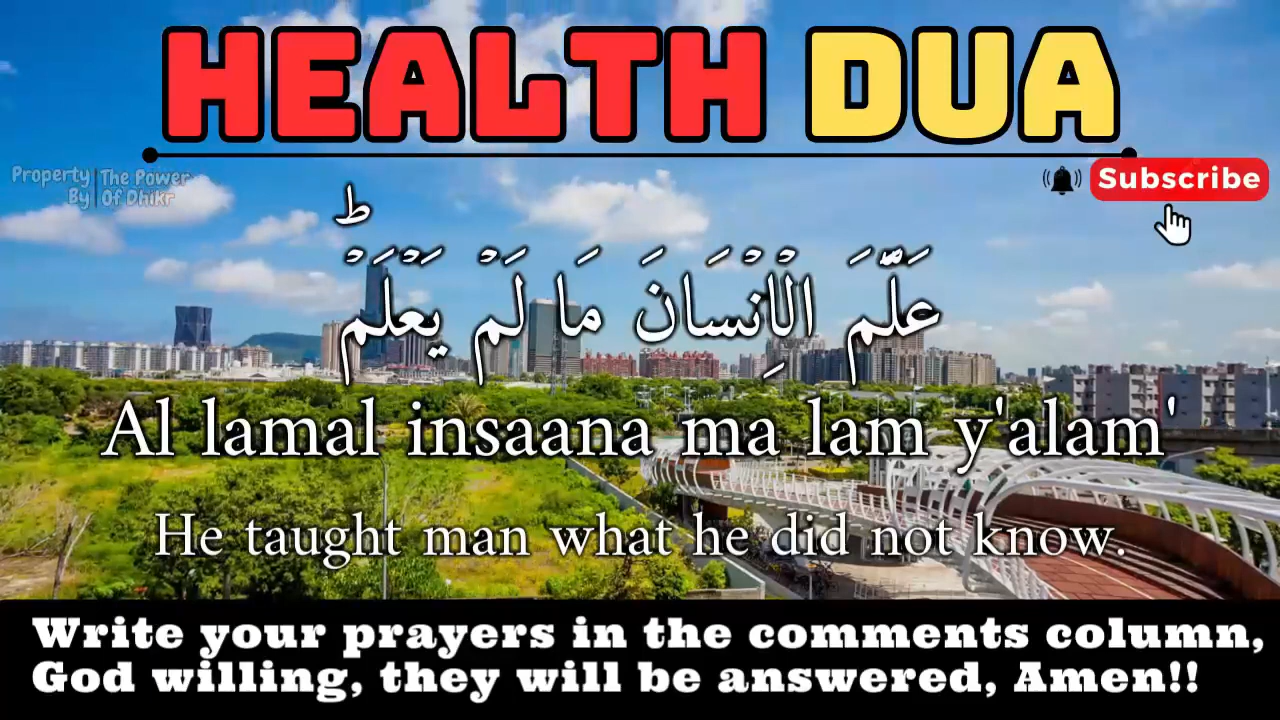 HEALTH DUA
Property By
The Power Of Dhikr
Subscribe
عَلَّمَ الْاِنْسَانَ مَا لَمْ يَعْلَمْ ؕ
Al lamal insaana ma lam y'alam'
He taught man what he did not know.
Write your prayers in the comments column,
God willing, they will be answered, Amen!!